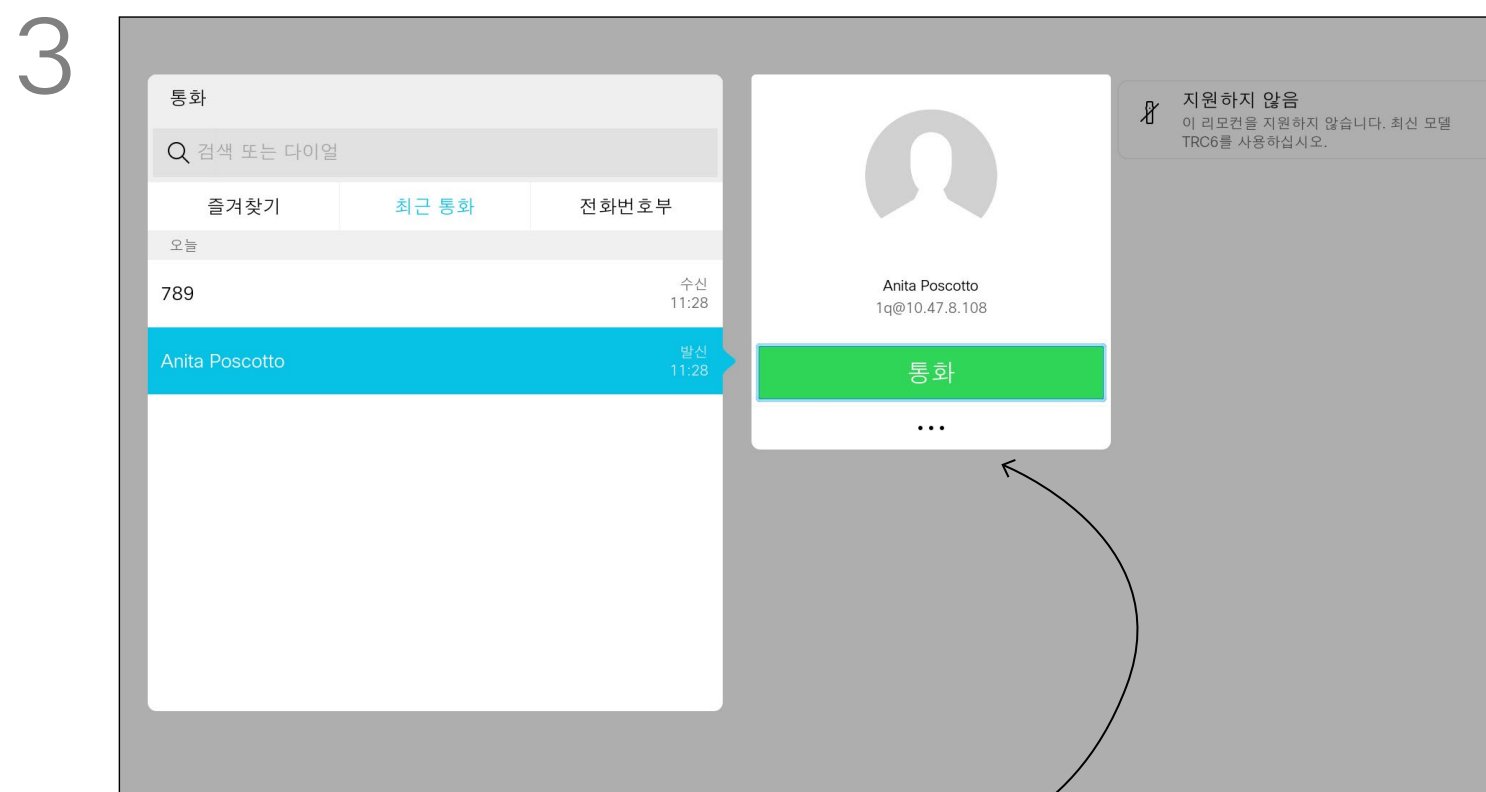 3
통화
검색 또는 다이얼
즐겨찾기 최근 통화 전화번호부
오늘
789
수신
11:28
Anita Poscotto
발신
11:28
Anita Poscotto
1q@10.47.8.108
통화
...
지원하지 않음
이 리모컨을 지원하지 않습니다. 최신 모델
TRC6를 사용하십시오.